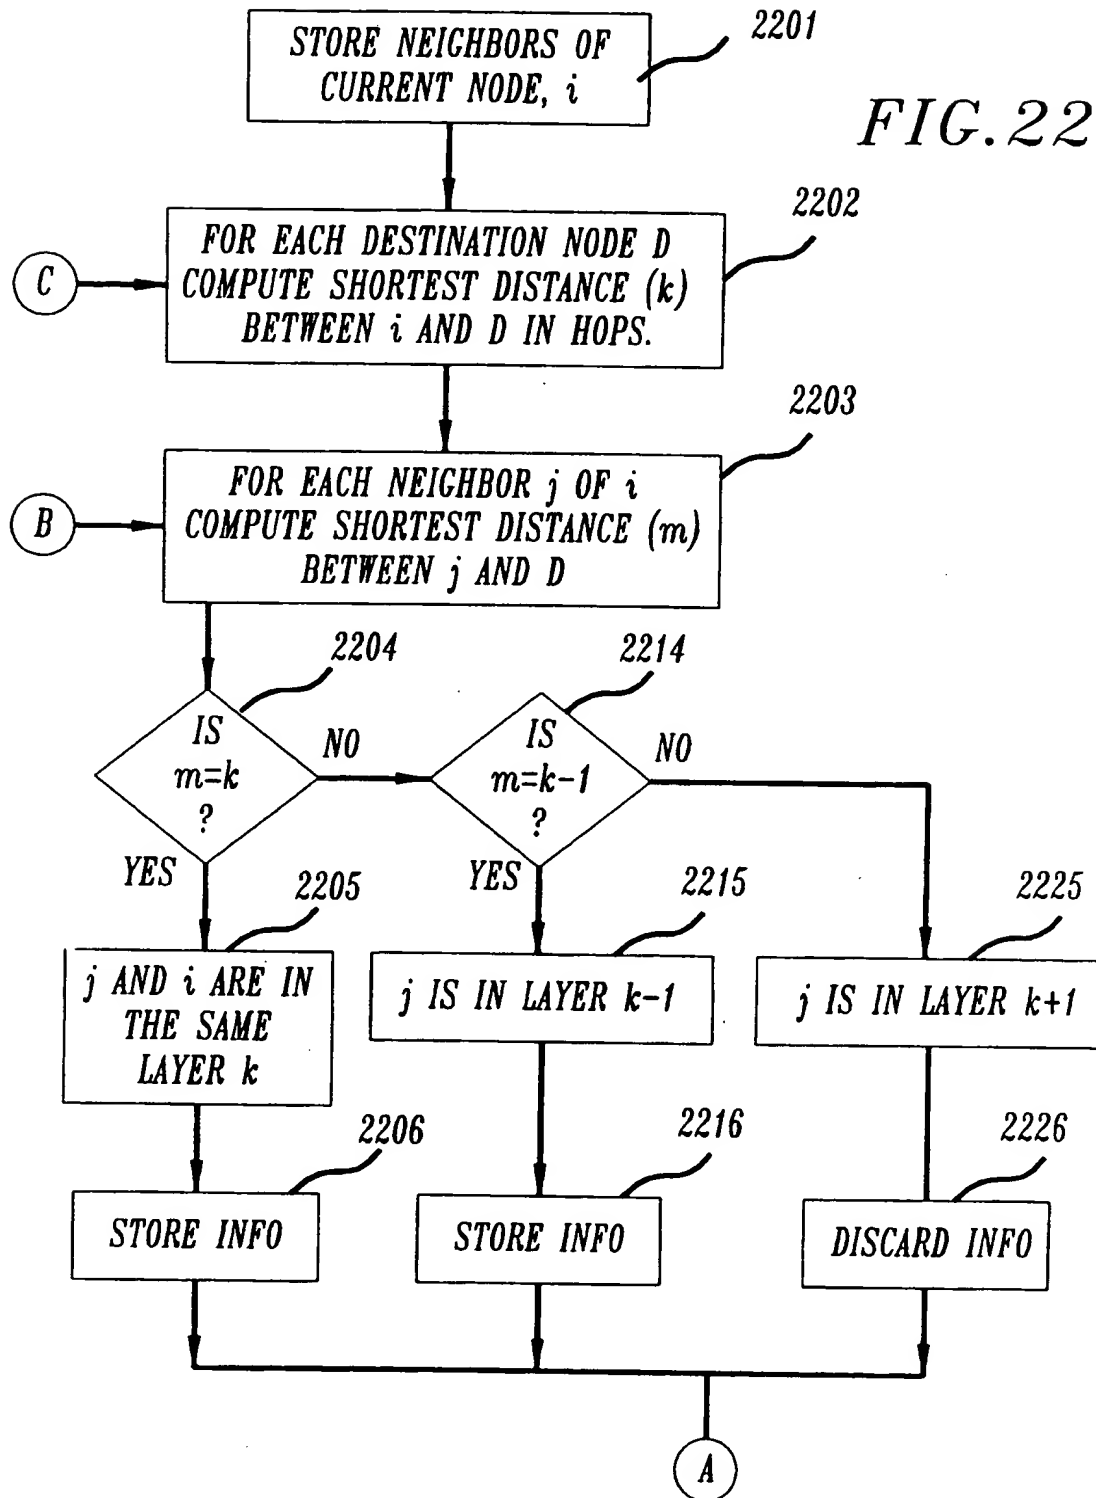 2201
STORE NEIGHBORS OF
CURRENT NODE, i
FIG.22
2202
FOR EACH DESTINATION NODE D
COMPUTE SHORTEST DISTANCE (k)
BETWEEN i AND D IN HOPS.
C
2203
FOR EACH NEIGHBOR j OF i
COMPUTE SHORTEST DISTANCE (m)
BETWEEN j AND D
B
2204
IS
m=k
?
NO
YES
2214
IS
m=k-1
?
NO
YES
2205
j AND i ARE IN
THE SAME
LAYER k
2215
j IS IN LAYER k-1
2225
j IS IN LAYER k+1
2206
STORE INFO
2216
STORE INFO
2226
DISCARD INFO
A